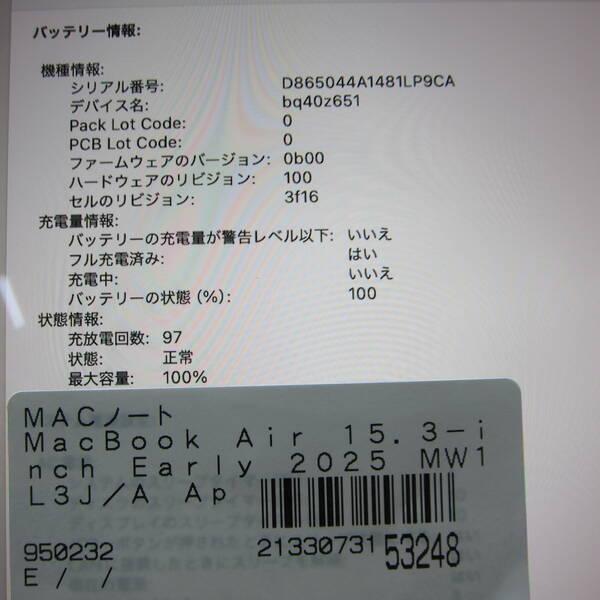 バッテリー情報:
機種情報:
シリアル番号: D865044A1481LP9CA
デバイス名: bq40z651
Pack Lot Code: 0
PCB Lot Code: 0
ファームウェアのバージョン: 0b00
ハードウェアのリビジョン: 100
セルのリビジョン: 3f16
充電量情報:
バッテリーの充電量が警告レベル以下: いいえ
フル充電済み: はい
充電中: いいえ
バッテリーの状態 (%): 100
状態情報:
充放電回数: 97
状態: 正常
最大容量: 100%
MACノート
MacBook Air 15.3-i
nch Early 2025 MW1
L3J/A Ap
950232
2133073153248
E / /